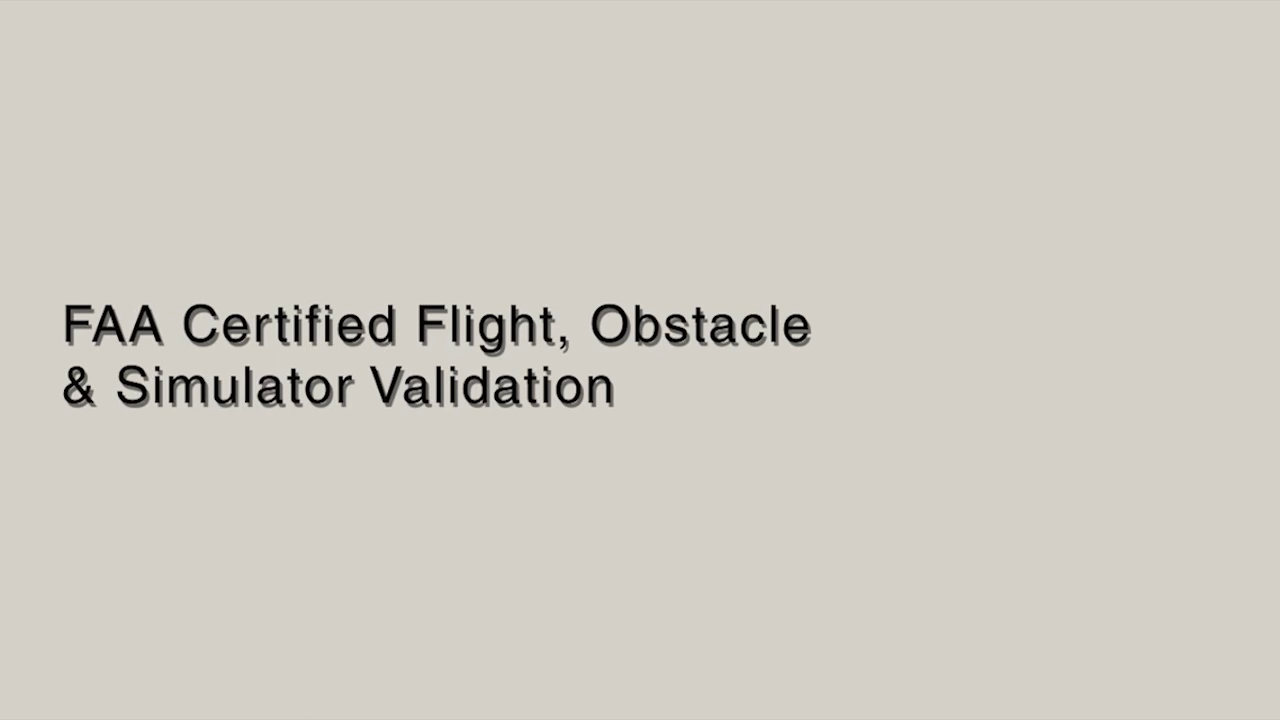 FAA Certified Flight, Obstacle
& Simulator Validation